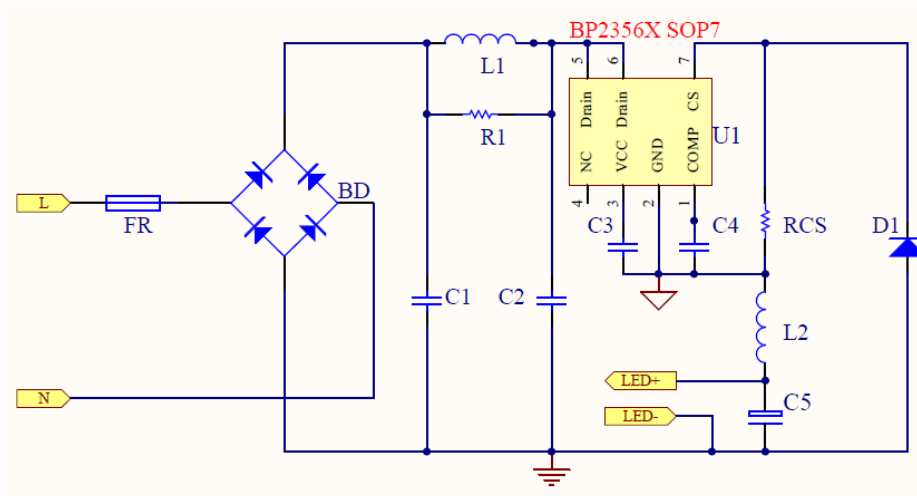 BP2356X SOP7
L1
5
6
7
Drain
Drain
CS
R1
U1
NC
VCC
GND
COMP
L
BD
4
3
2
1
FR
C3
C4
RCS
D1
C1
C2
L2
LED+
N
C5
LED-